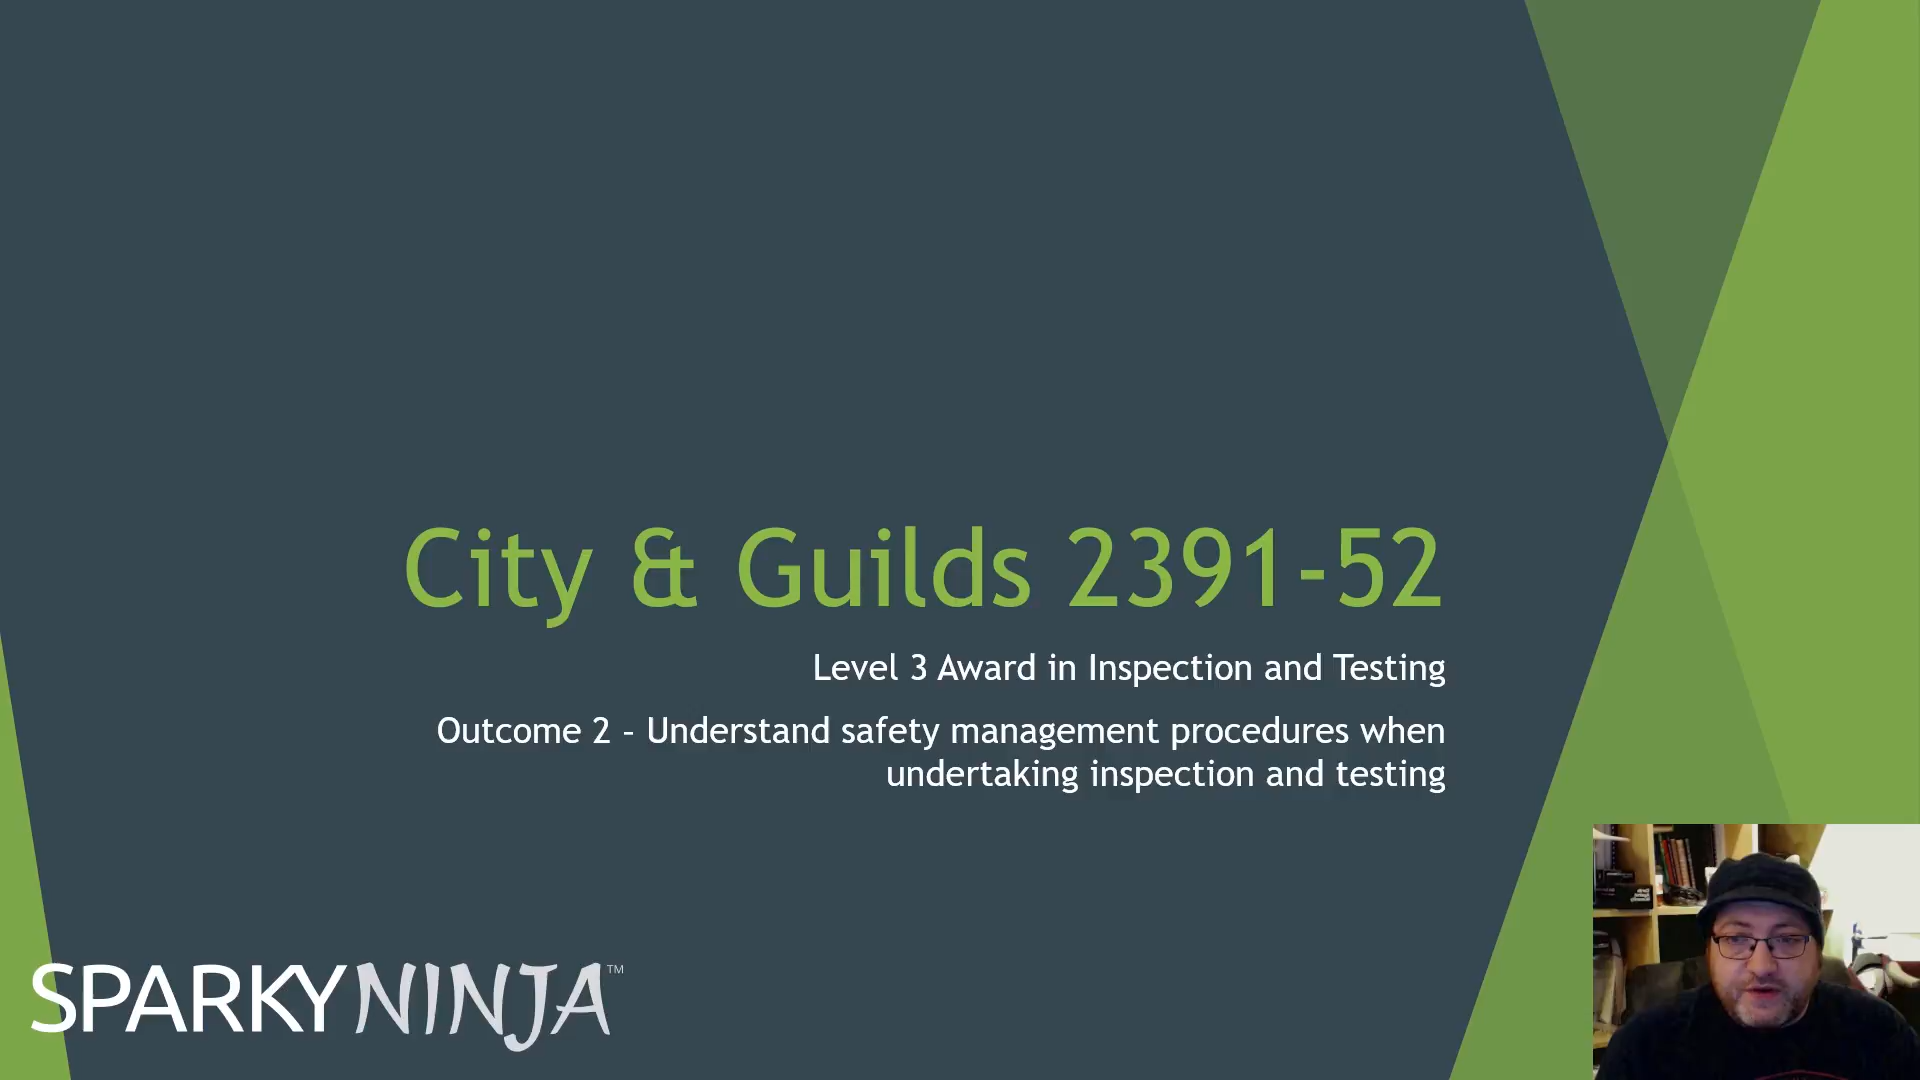 City & Guilds 2391-52
Level 3 Award in Inspection and Testing
Outcome 2 – Understand safety management procedures when
undertaking inspection and testing
SPARKYNINJA™